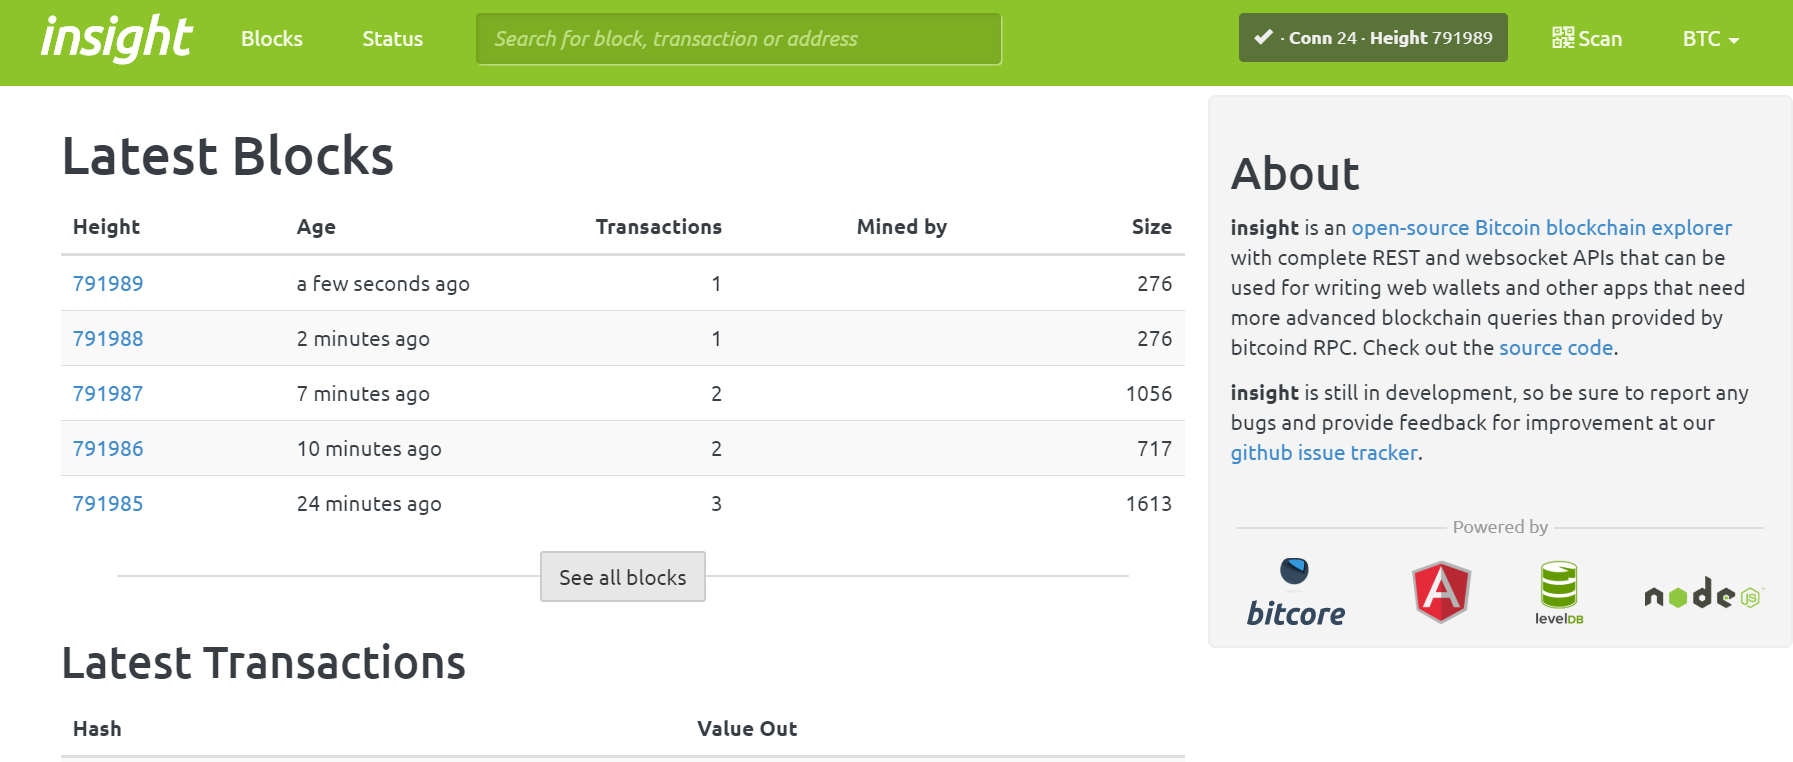 insight Blocks Status Search for block, transaction or address · Conn 24 · Height 791989 Scan BTC
Latest Blocks
Height Age Transactions Mined by Size
791989 a few seconds ago 1 276
791988 2 minutes ago 1 276
791987 7 minutes ago 2 1056
791986 10 minutes ago 2 717
791985 24 minutes ago 3 1613
See all blocks
Latest Transactions
Hash Value Out
About
insight is an open-source Bitcoin blockchain explorer
with complete REST and websocket APIs that can be
used for writing web wallets and other apps that need
more advanced blockchain queries than provided by
bitcoind RPC. Check out the source code.
insight is still in development, so be sure to report any
bugs and provide feedback for improvement at our
github issue tracker.
Powered by
bitcore A levelDB node JS